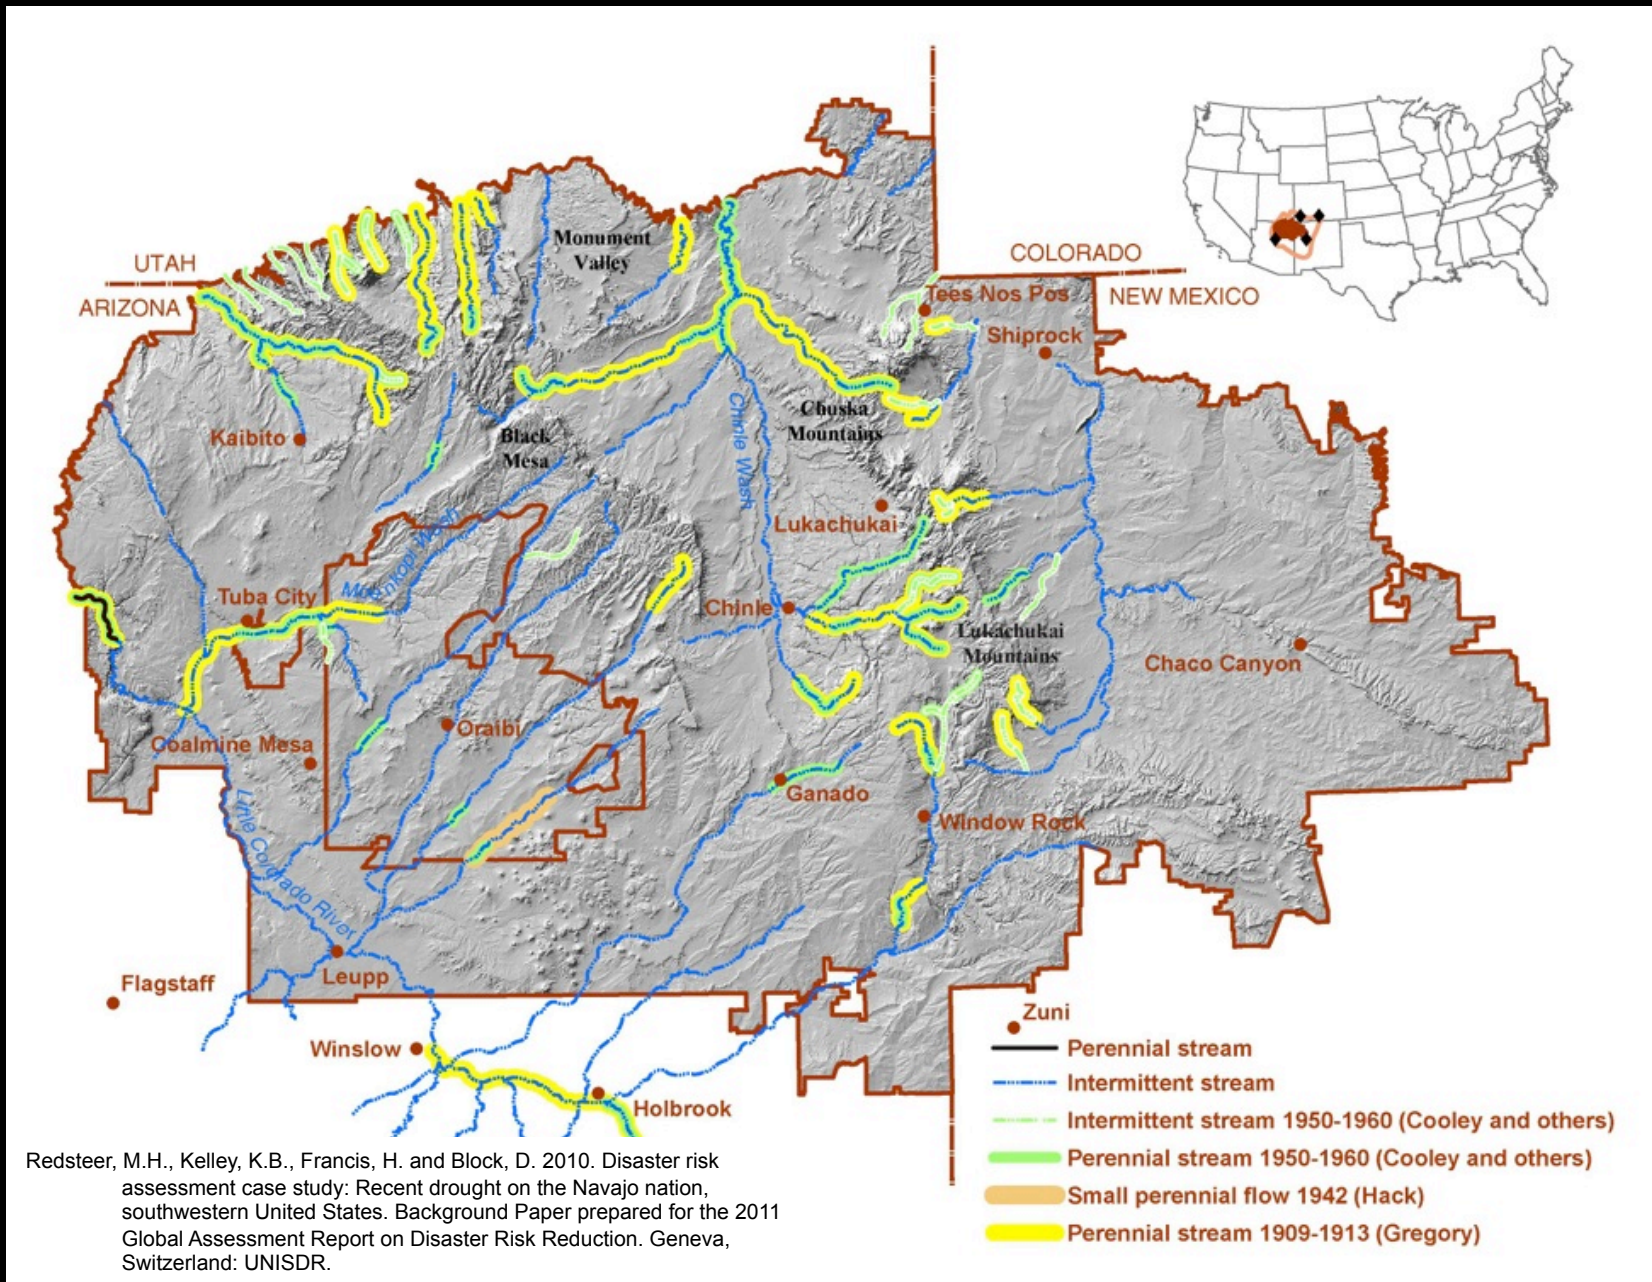 UTAH
ARIZONA
COLORADO
NEW MEXICO
Monument
Valley
Tees Nos Pos
Shiprock
Chuska
Mountains
Chinle Wash
Kaibito
Black
Mesa
Lukachukai
Moenkopi Wash
Tuba City
Chinle
Lukachukai
Mountains
Chaco Canyon
Oraibi
Coalmine Mesa
Ganado
Window Rock
Little Colorado River
Leupp
Flagstaff
Zuni
Winslow
Holbrook
Perennial stream
Intermittent stream
Intermittent stream 1950-1960 (Cooley and others)
Perennial stream 1950-1960 (Cooley and others)
Small perennial flow 1942 (Hack)
Perennial stream 1909-1913 (Gregory)
Redsteer, M.H., Kelley, K.B., Francis, H. and Block, D. 2010. Disaster risk
assessment case study: Recent drought on the Navajo nation,
southwestern United States. Background Paper prepared for the 2011
Global Assessment Report on Disaster Risk Reduction. Geneva,
Switzerland: UNISDR.